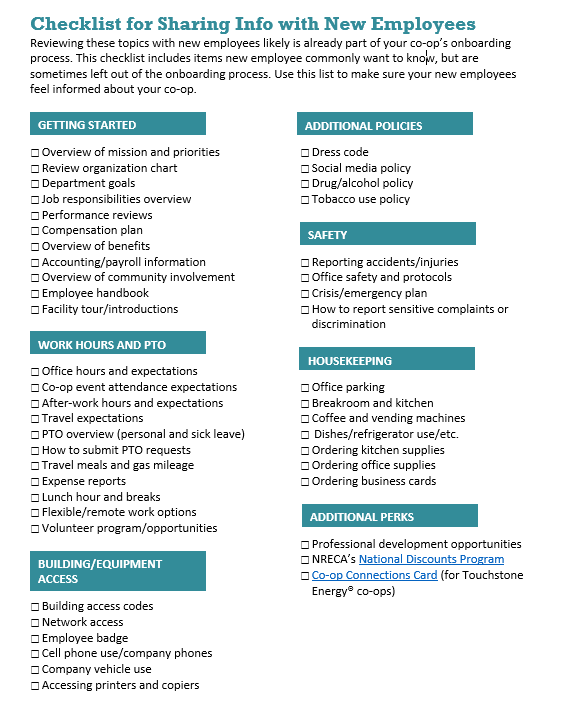 Checklist for Sharing Info with New Employees
Reviewing these topics with new employees likely is already part of your co-op's onboarding
process. This checklist includes items new employee commonly want to know, but are
sometimes left out of the onboarding process. Use this list to make sure your new employees
feel informed about your co-op.
GETTING STARTED
☐ Overview of mission and priorities
☐ Review organization chart
☐ Department goals
☐ Job responsibilities overview
☐ Performance reviews
☐ Compensation plan
☐ Overview of benefits
☐ Accounting/payroll information
☐ Overview of community involvement
☐ Employee handbook
☐ Facility tour/introductions
WORK HOURS AND PTO
☐ Office hours and expectations
☐ Co-op event attendance expectations
☐ After-work hours and expectations
☐ Travel expectations
☐ PTO overview (personal and sick leave)
☐ How to submit PTO requests
☐ Travel meals and gas mileage
☐ Expense reports
☐ Lunch hour and breaks
☐ Flexible/remote work options
☐ Volunteer program/opportunities
BUILDING/EQUIPMENT
ACCESS
☐ Building access codes
☐ Network access
☐ Employee badge
☐ Cell phone use/company phones
☐ Company vehicle use
☐ Accessing printers and copiers
ADDITIONAL POLICIES
☐ Dress code
☐ Social media policy
☐ Drug/alcohol policy
☐ Tobacco use policy
SAFETY
☐ Reporting accidents/injuries
☐ Office safety and protocols
☐ Crisis/emergency plan
☐ How to report sensitive complaints or
discrimination
HOUSEKEEPING
☐ Office parking
☐ Breakroom and kitchen
☐ Coffee and vending machines
☐ Dishes/refrigerator use/etc.
☐ Ordering kitchen supplies
☐ Ordering office supplies
☐ Ordering business cards
ADDITIONAL PERKS
☐ Professional development opportunities
☐ NRECA's National Discounts Program
☐ Co-op Connections Card (for Touchstone
Energy® co-ops)